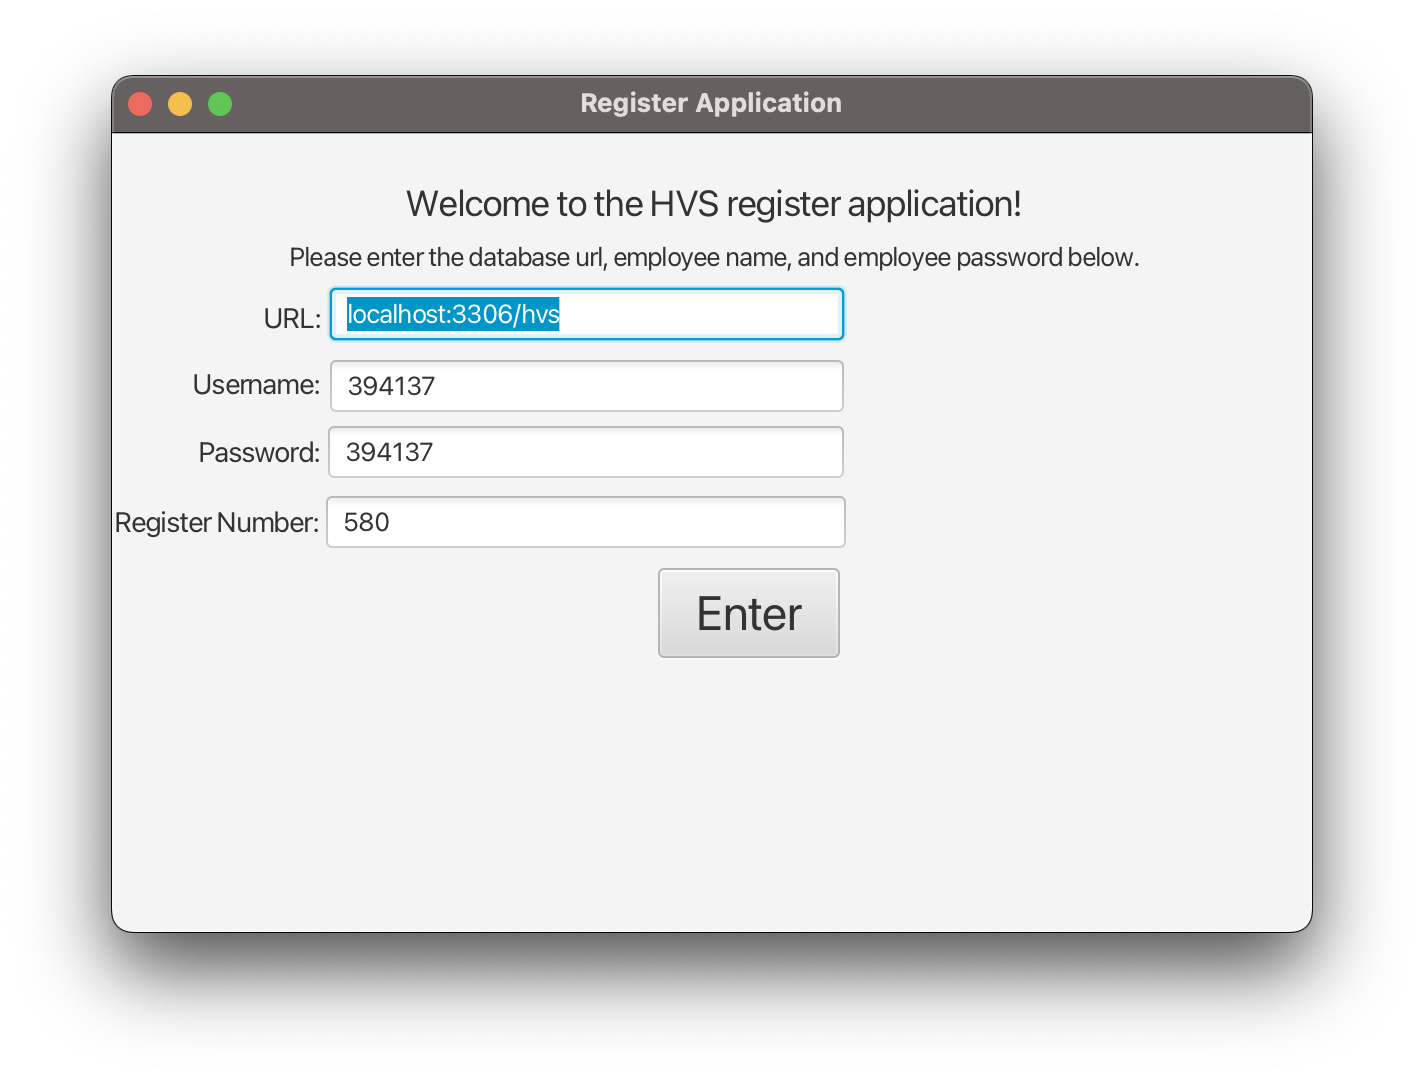 Register Application
Welcome to the HVS register application!
Please enter the database url, employee name, and employee password below.
URL: localhost:3306/hvs
Username: 394137
Password: 394137
Register Number: 580
Enter